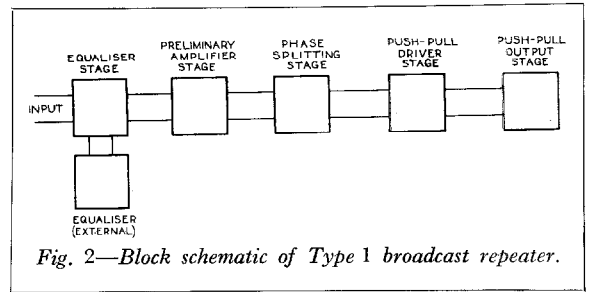 EQUALISER
STAGE
PRELIMINARY
AMPLIFIER
STAGE
PHASE
SPLITTING
STAGE
PUSH-PULL
DRIVER
STAGE
PUSH-PULL
OUTPUT
STAGE
INPUT
EQUALISER
(EXTERNAL)
Fig. 2—Block schematic of Type 1 broadcast repeater.